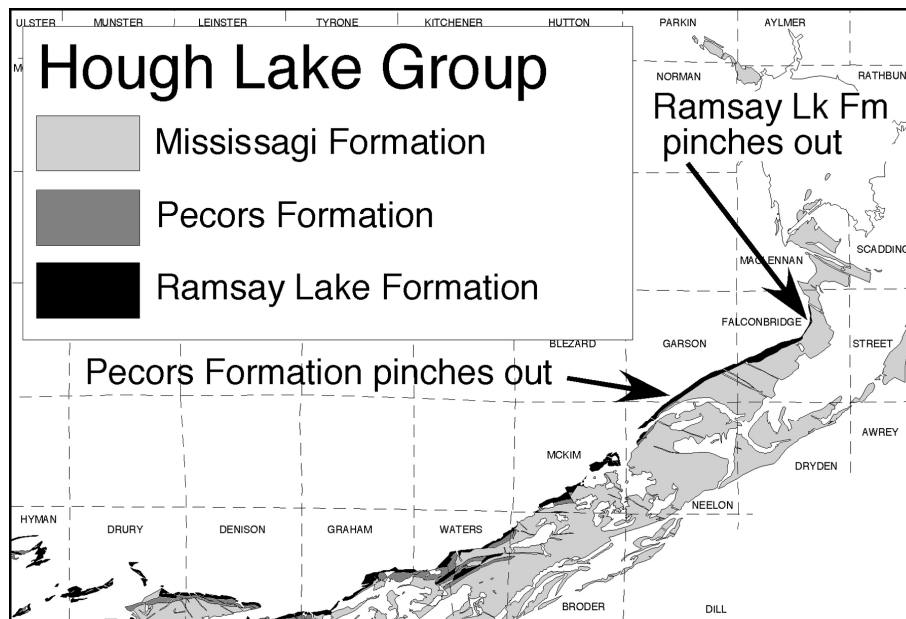 ULSTER MUNSTER LEINSTER TYRONE KITCHENER HUTTON PARKIN AYLMER
Hough Lake Group
NORMAN RATHBUN
Ramsay Lk Fm
pinches out
Mississagi Formation
Pecors Formation
SCADDING
MACLENNAN
Ramsay Lake Formation
FALCONBRIDGE
BLEZARD GARSON STREET
Pecors Formation pinches out
AWREY
MCKIM
DRYDEN
NEELON
HYMAN DRURY DENISON GRAHAM WATERS
BRODER DILL